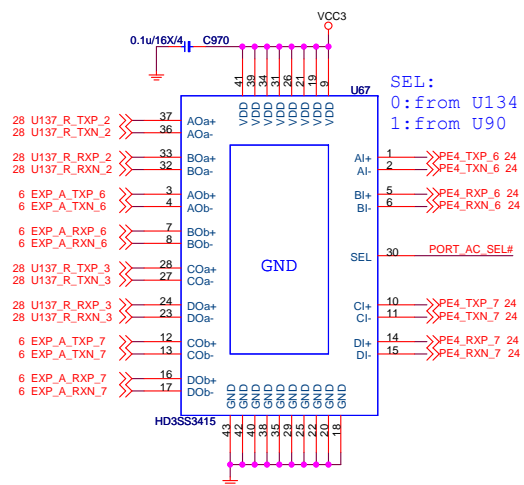 VCC3
0.1u/16X/4 C970
U67
SEL:
0:from U134
1:from U90
41 39 34 31 26 21 19 9
VDD VDD VDD VDD VDD VDD VDD VDD
28 U137_R_TXP_2 37 AOa+
28 U137_R_TXN_2 36 AOa-
28 U137_R_RXP_2 33 BOa+
28 U137_R_RXN_2 32 BOa-
6 EXP_A_TXP_6 3 AOb+
6 EXP_A_TXN_6 4 AOb-
6 EXP_A_RXP_6 7 BOb+
6 EXP_A_RXN_6 8 BOb-
28 U137_R_TXP_3 28 COa+
28 U137_R_TXN_3 27 COa-
28 U137_R_RXP_3 24 DOa+
28 U137_R_RXN_3 23 DOa-
6 EXP_A_TXP_7 12 COb+
6 EXP_A_TXN_7 13 COb-
6 EXP_A_RXP_7 16 DOb+
6 EXP_A_RXN_7 17 DOb-
GND
AI+ 1 PE4_TXP_6 24
AI- 2 PE4_TXN_6 24
BI+ 5 PE4_RXP_6 24
BI- 6 PE4_RXN_6 24
SEL 30 PORT_AC_SEL#
CI+ 10 PE4_TXP_7 24
CI- 11 PE4_TXN_7 24
DI+ 14 PE4_RXP_7 24
DI- 15 PE4_RXN_7 24
GND GND GND GND GND GND GND GND GND GND
HD3SS3415
43 42 40 38 35 29 25 22 20 18